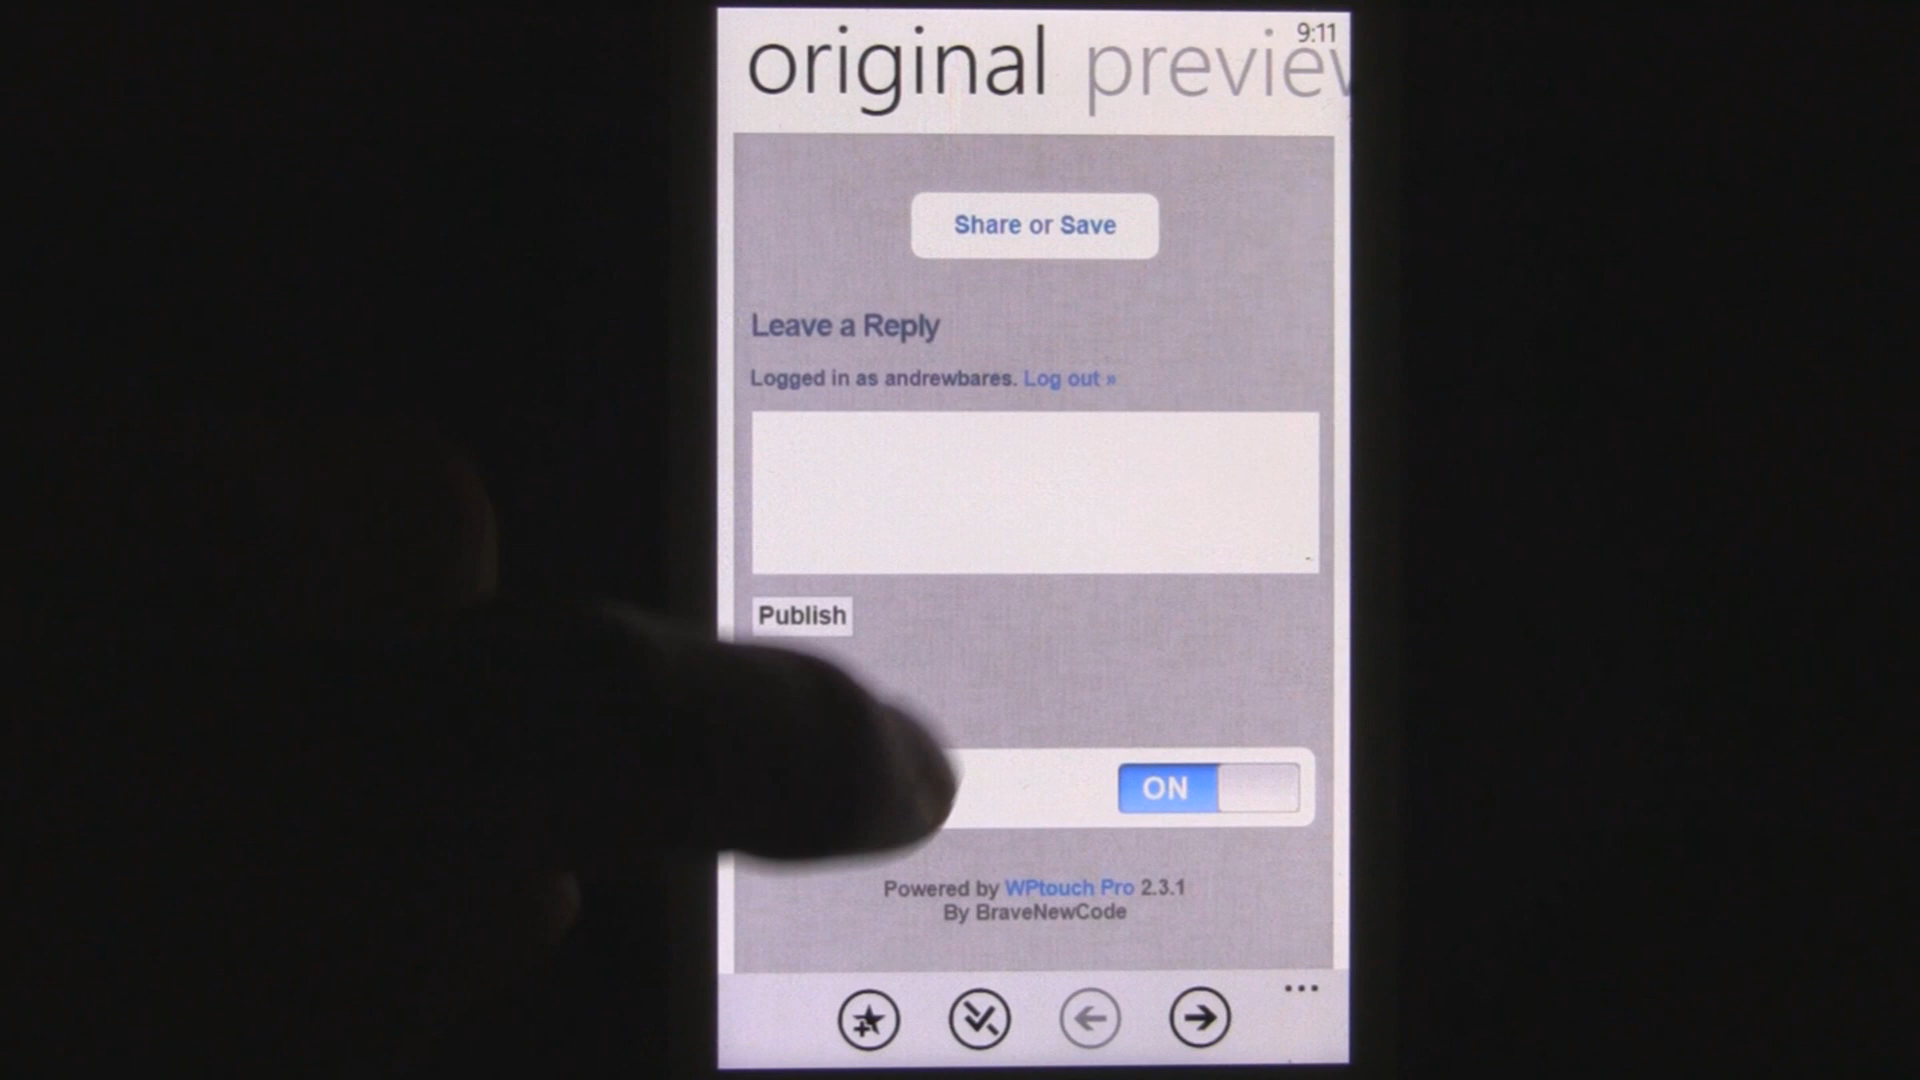 9:11
original preview
Share or Save
Leave a Reply
Logged in as andrewbares. Log out »
Publish
ON
Powered by WPtouch Pro 2.3.1
By BraveNewCode